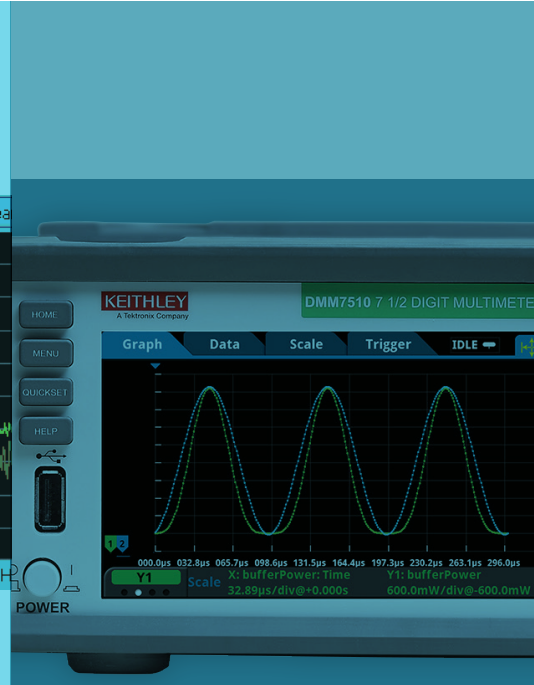 KEITHLEY
A Tektronix Company
DMM7510 7 1/2 DIGIT MULTIMETE
HOME
MENU
QUICKSET
HELP
POWER
Graph Data Scale Trigger IDLE
1 2
000.0µs 032.8µs 065.7µs 098.6µs 131.5µs 164.4µs 197.3µs 230.2µs 263.1µs 296.0µs
Y1 Scale X: bufferPower: Time Y1: bufferPower
32.89µs/div@+0.000s 600.0mW/div@-600.0mW